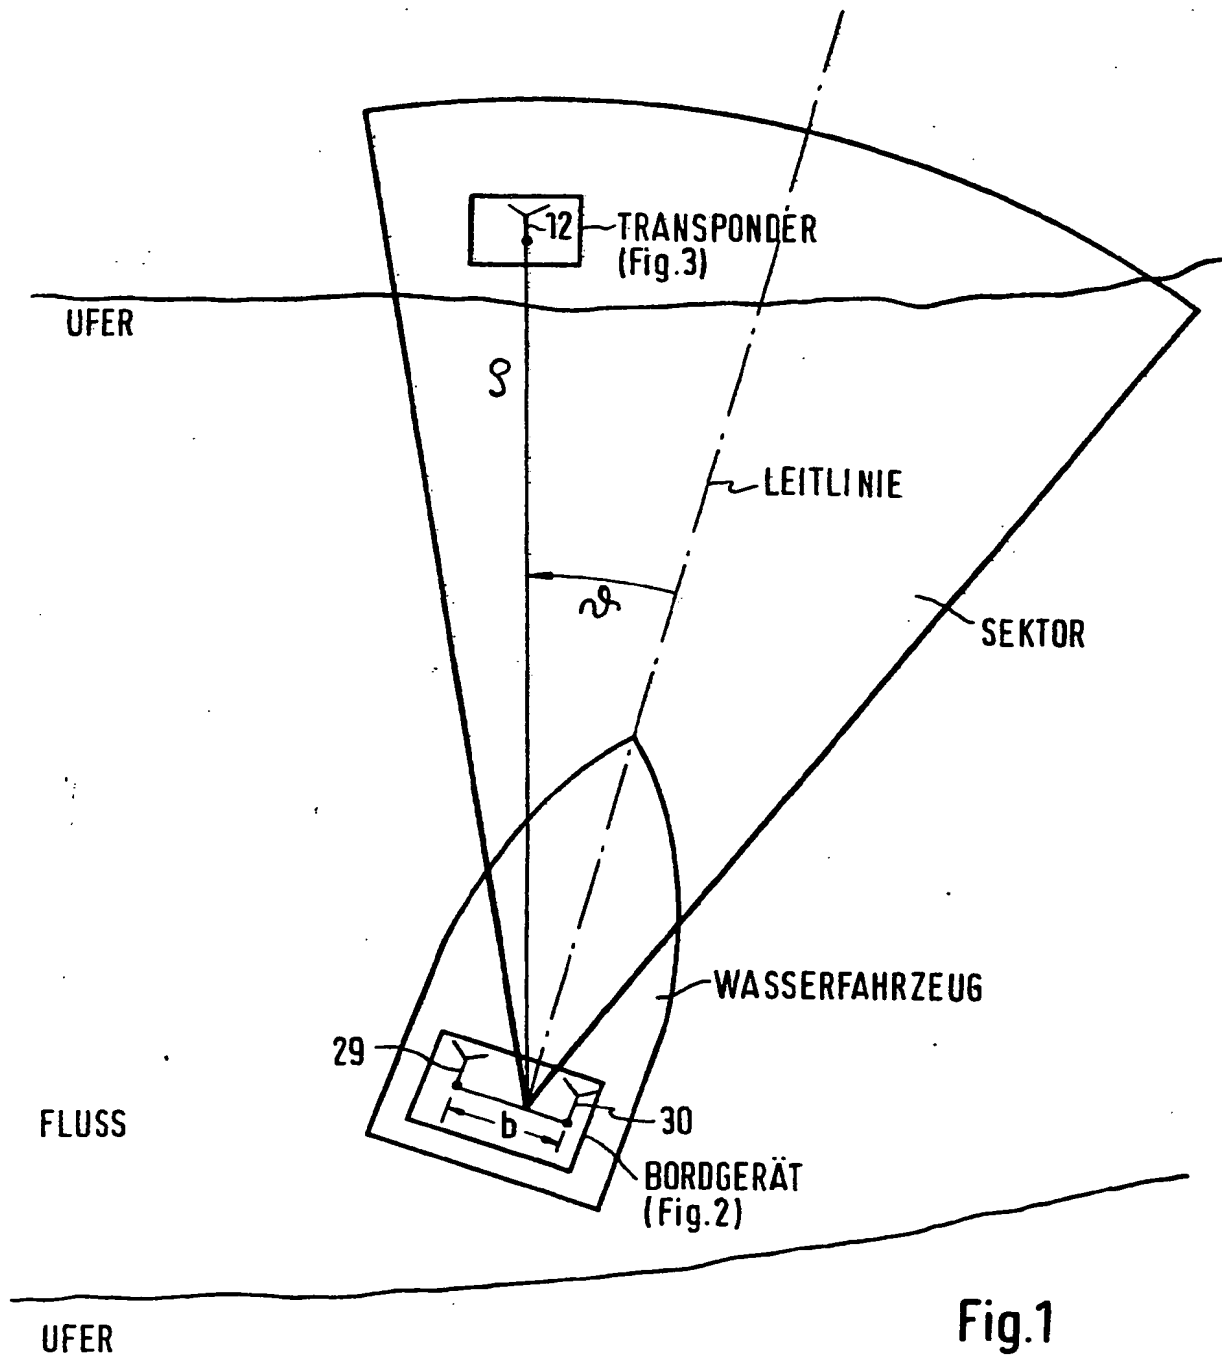 12
TRANSPONDER
(Fig.3)
UFER
ρ
LEITLINIE
ϑ
SEKTOR
WASSERFAHRZEUG
29
30
b
FLUSS
BORDGERÄT
(Fig.2)
Fig.1
UFER